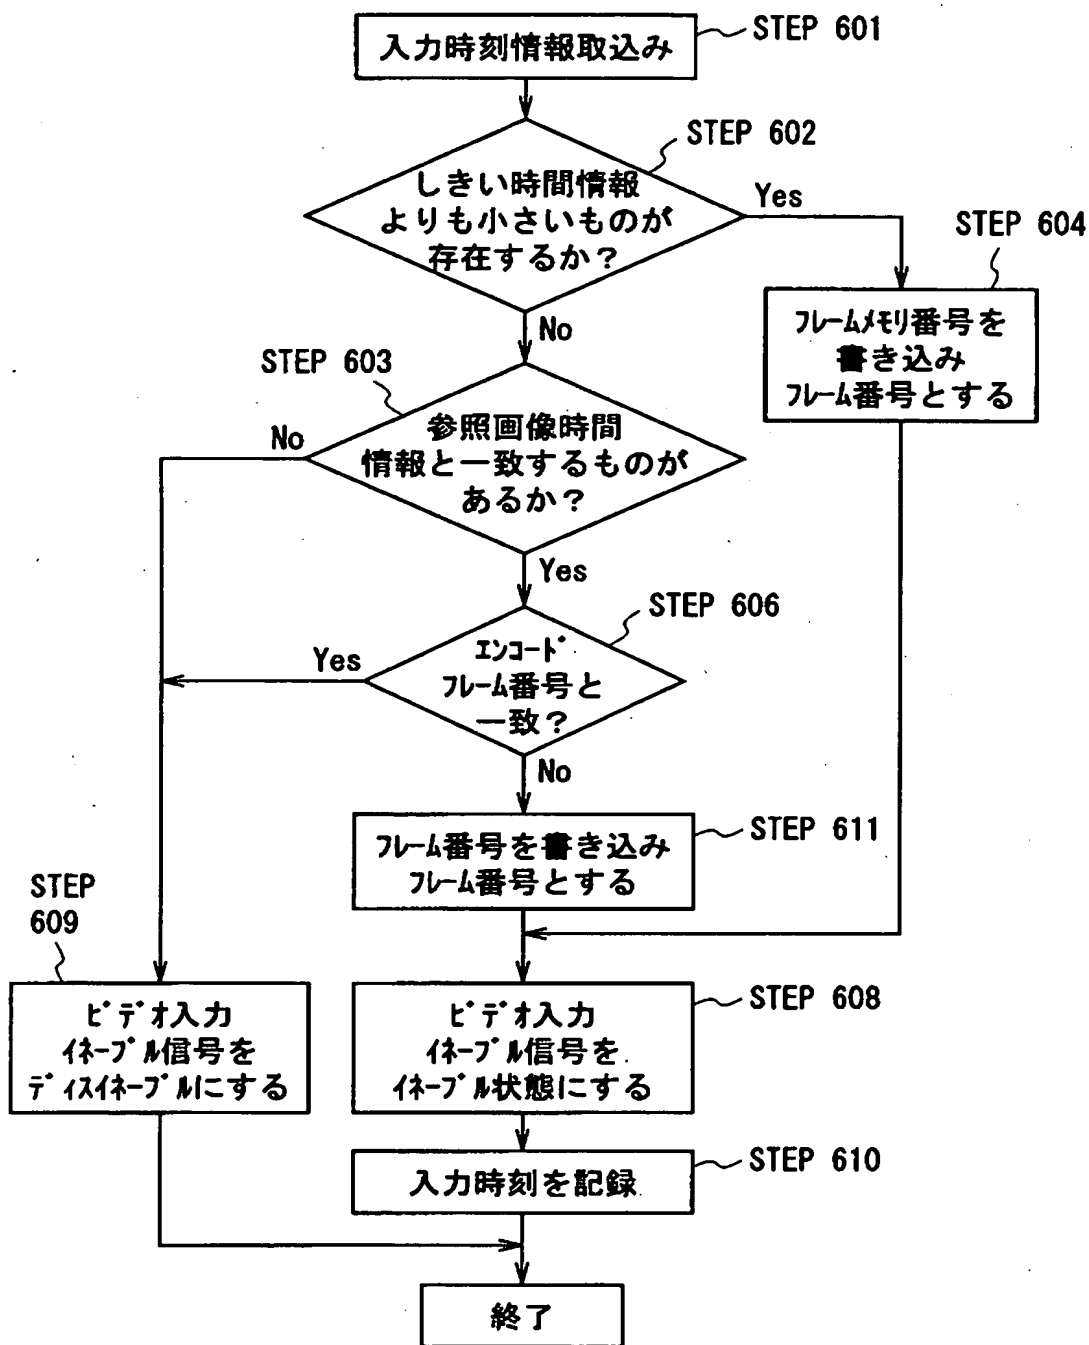 入力時刻情報取込み
STEP 601
STEP 602
しきい時間情報
よりも小さいものが
存在するか?
Yes
No
STEP 604
フレームメモリ番号を
書き込み
フレーム番号とする
STEP 603
参照画像時間
情報と一致するものが
あるか?
No
Yes
STEP 606
エンコード
フレーム番号と
一致?
Yes
No
STEP 611
フレーム番号を書き込み
フレーム番号とする
STEP
609
ビデオ入力
イネーブル信号を
ディスイネーブルにする
STEP 608
ビデオ入力
イネーブル信号を
イネーブル状態にする
STEP 610
入力時刻を記録
終了